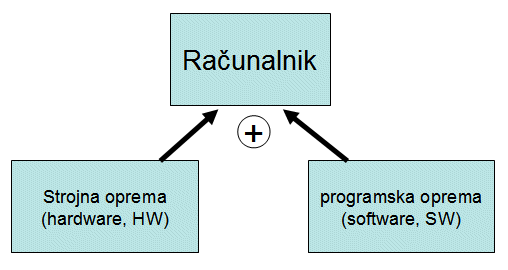 Računalnik
+
Strojna oprema
(hardware, HW)
programska oprema
(software, SW)